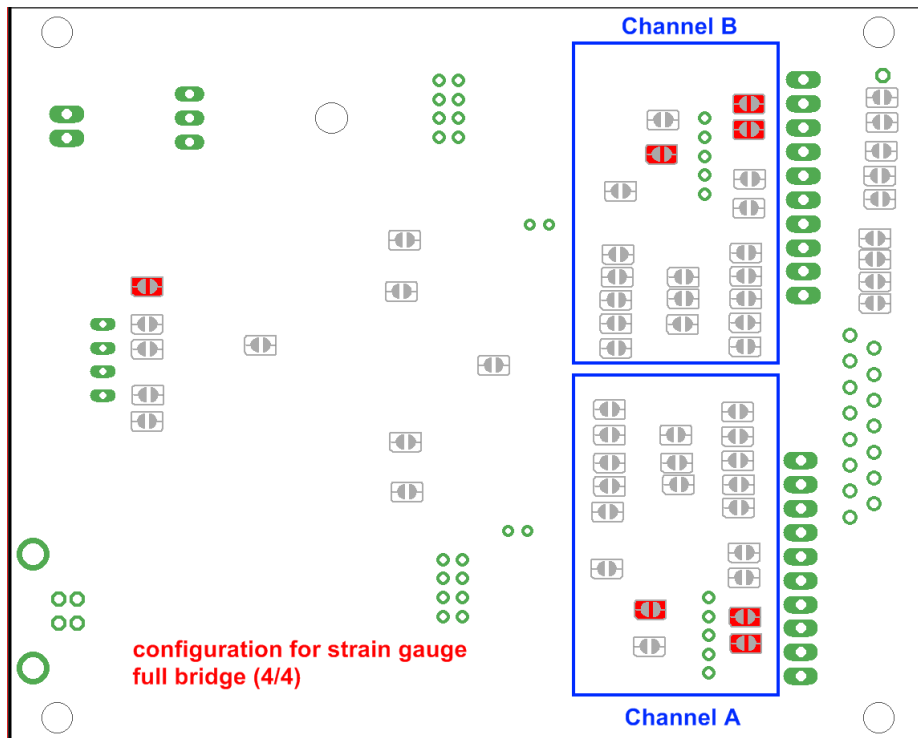 Channel B
configuration for strain gauge
full bridge (4/4)
Channel A